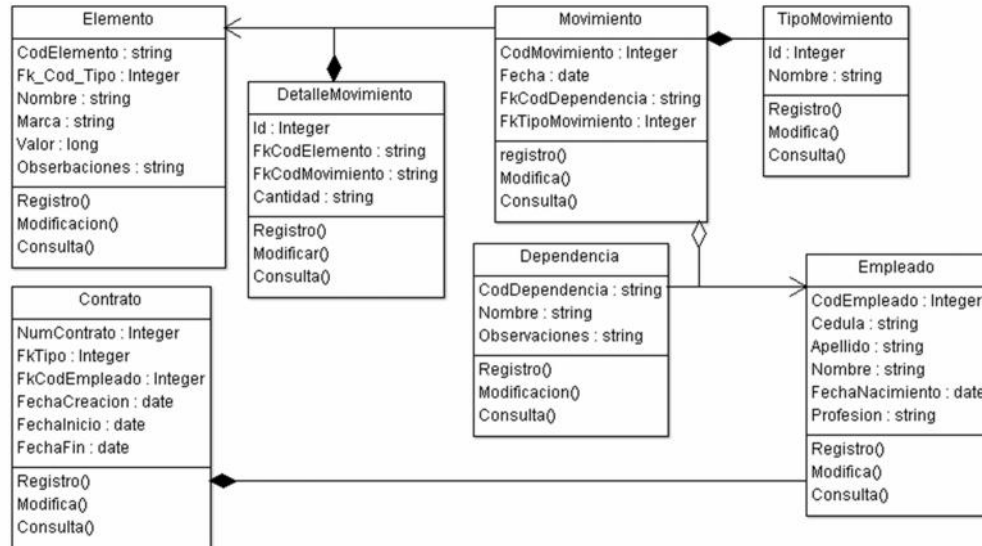 Elemento
CodElemento : string
Fk_Cod_Tipo : Integer
Nombre : string
Marca : string
Valor : long
Obserbaciones : string
Registro()
Modificacion()
Consulta()
DetalleMovimiento
Id : Integer
FkCodElemento : string
FkCodMovimiento : string
Cantidad : string
Registro()
Modificar()
Consulta()
Movimiento
CodMovimiento : Integer
Fecha : date
FkCodDependencia : string
FkTipoMovimiento : Integer
registro()
Modifica()
Consulta()
TipoMovimiento
Id : Integer
Nombre : string
Registro()
Modifica()
Consulta()
Contrato
NumContrato : Integer
FkTipo : Integer
FkCodEmpleado : Integer
FechaCreacion : date
FechaInicio : date
FechaFin : date
Registro()
Modifica()
Consulta()
Dependencia
CodDependencia : string
Nombre : string
Observaciones : string
Registro()
Modificacion()
Consulta()
Empleado
CodEmpleado : Integer
Cedula : string
Apellido : string
Nombre : string
FechaNacimiento : date
Profesion : string
Registro()
Modifica()
Consulta()